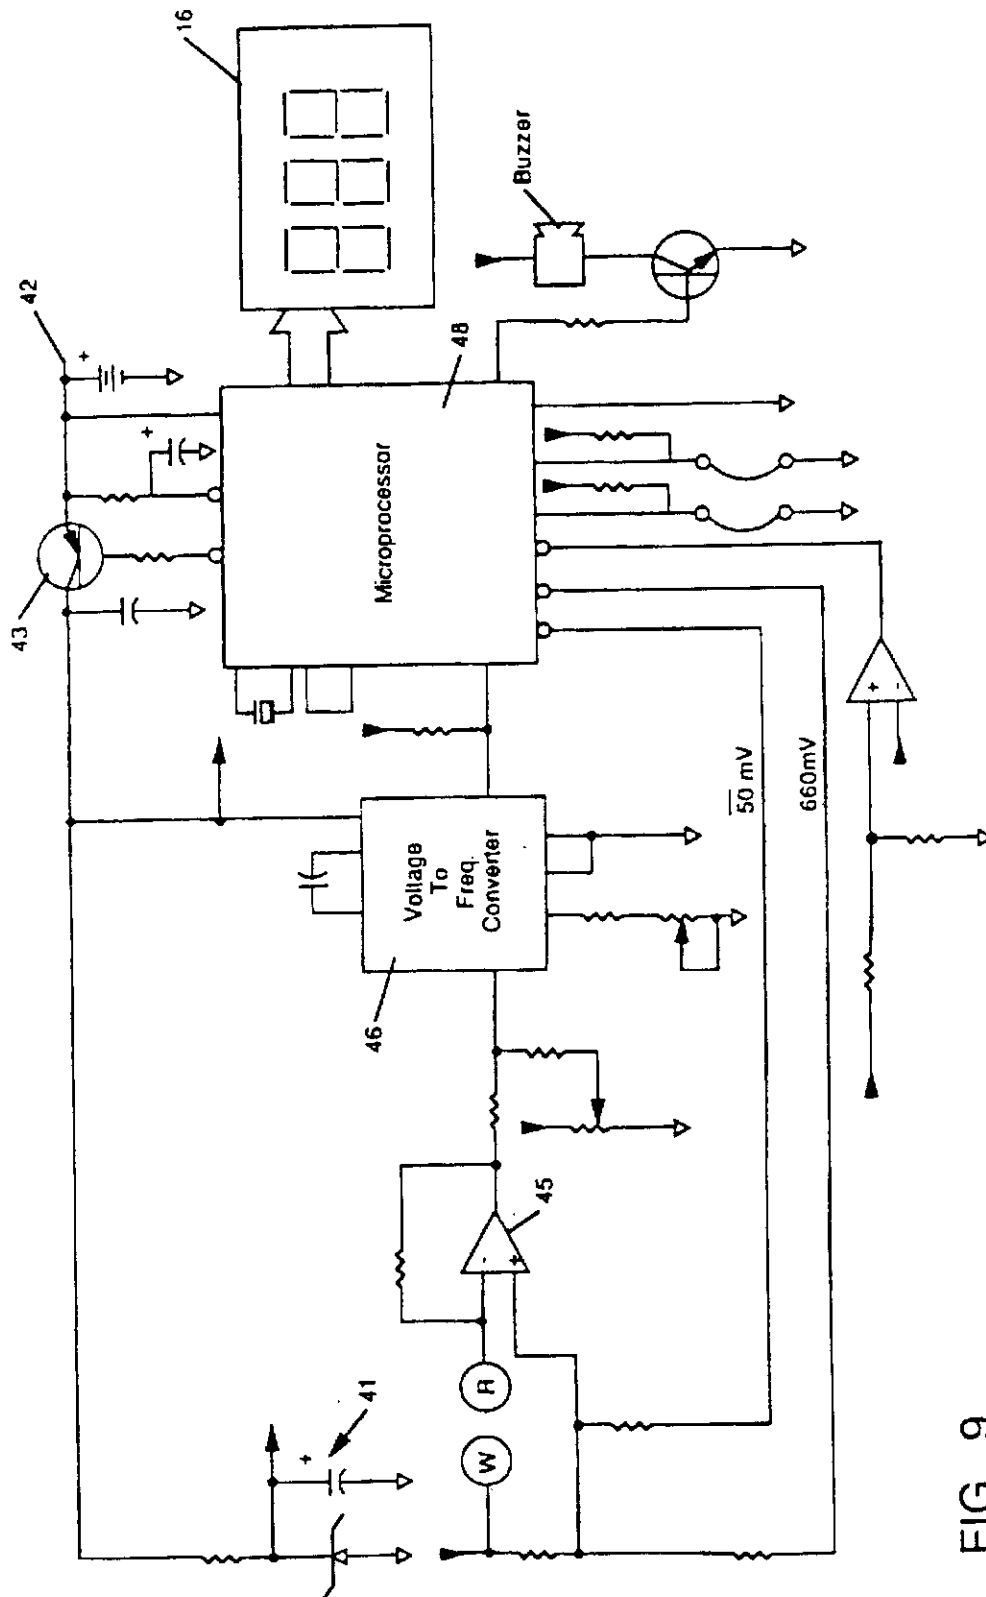 16
42
43
+
+
48
Buzzer
Microprocessor
Voltage
To
Freq.
Converter
46
50 mV
660mV
+
-
45
-
+
R
W
41
+
FIG 9